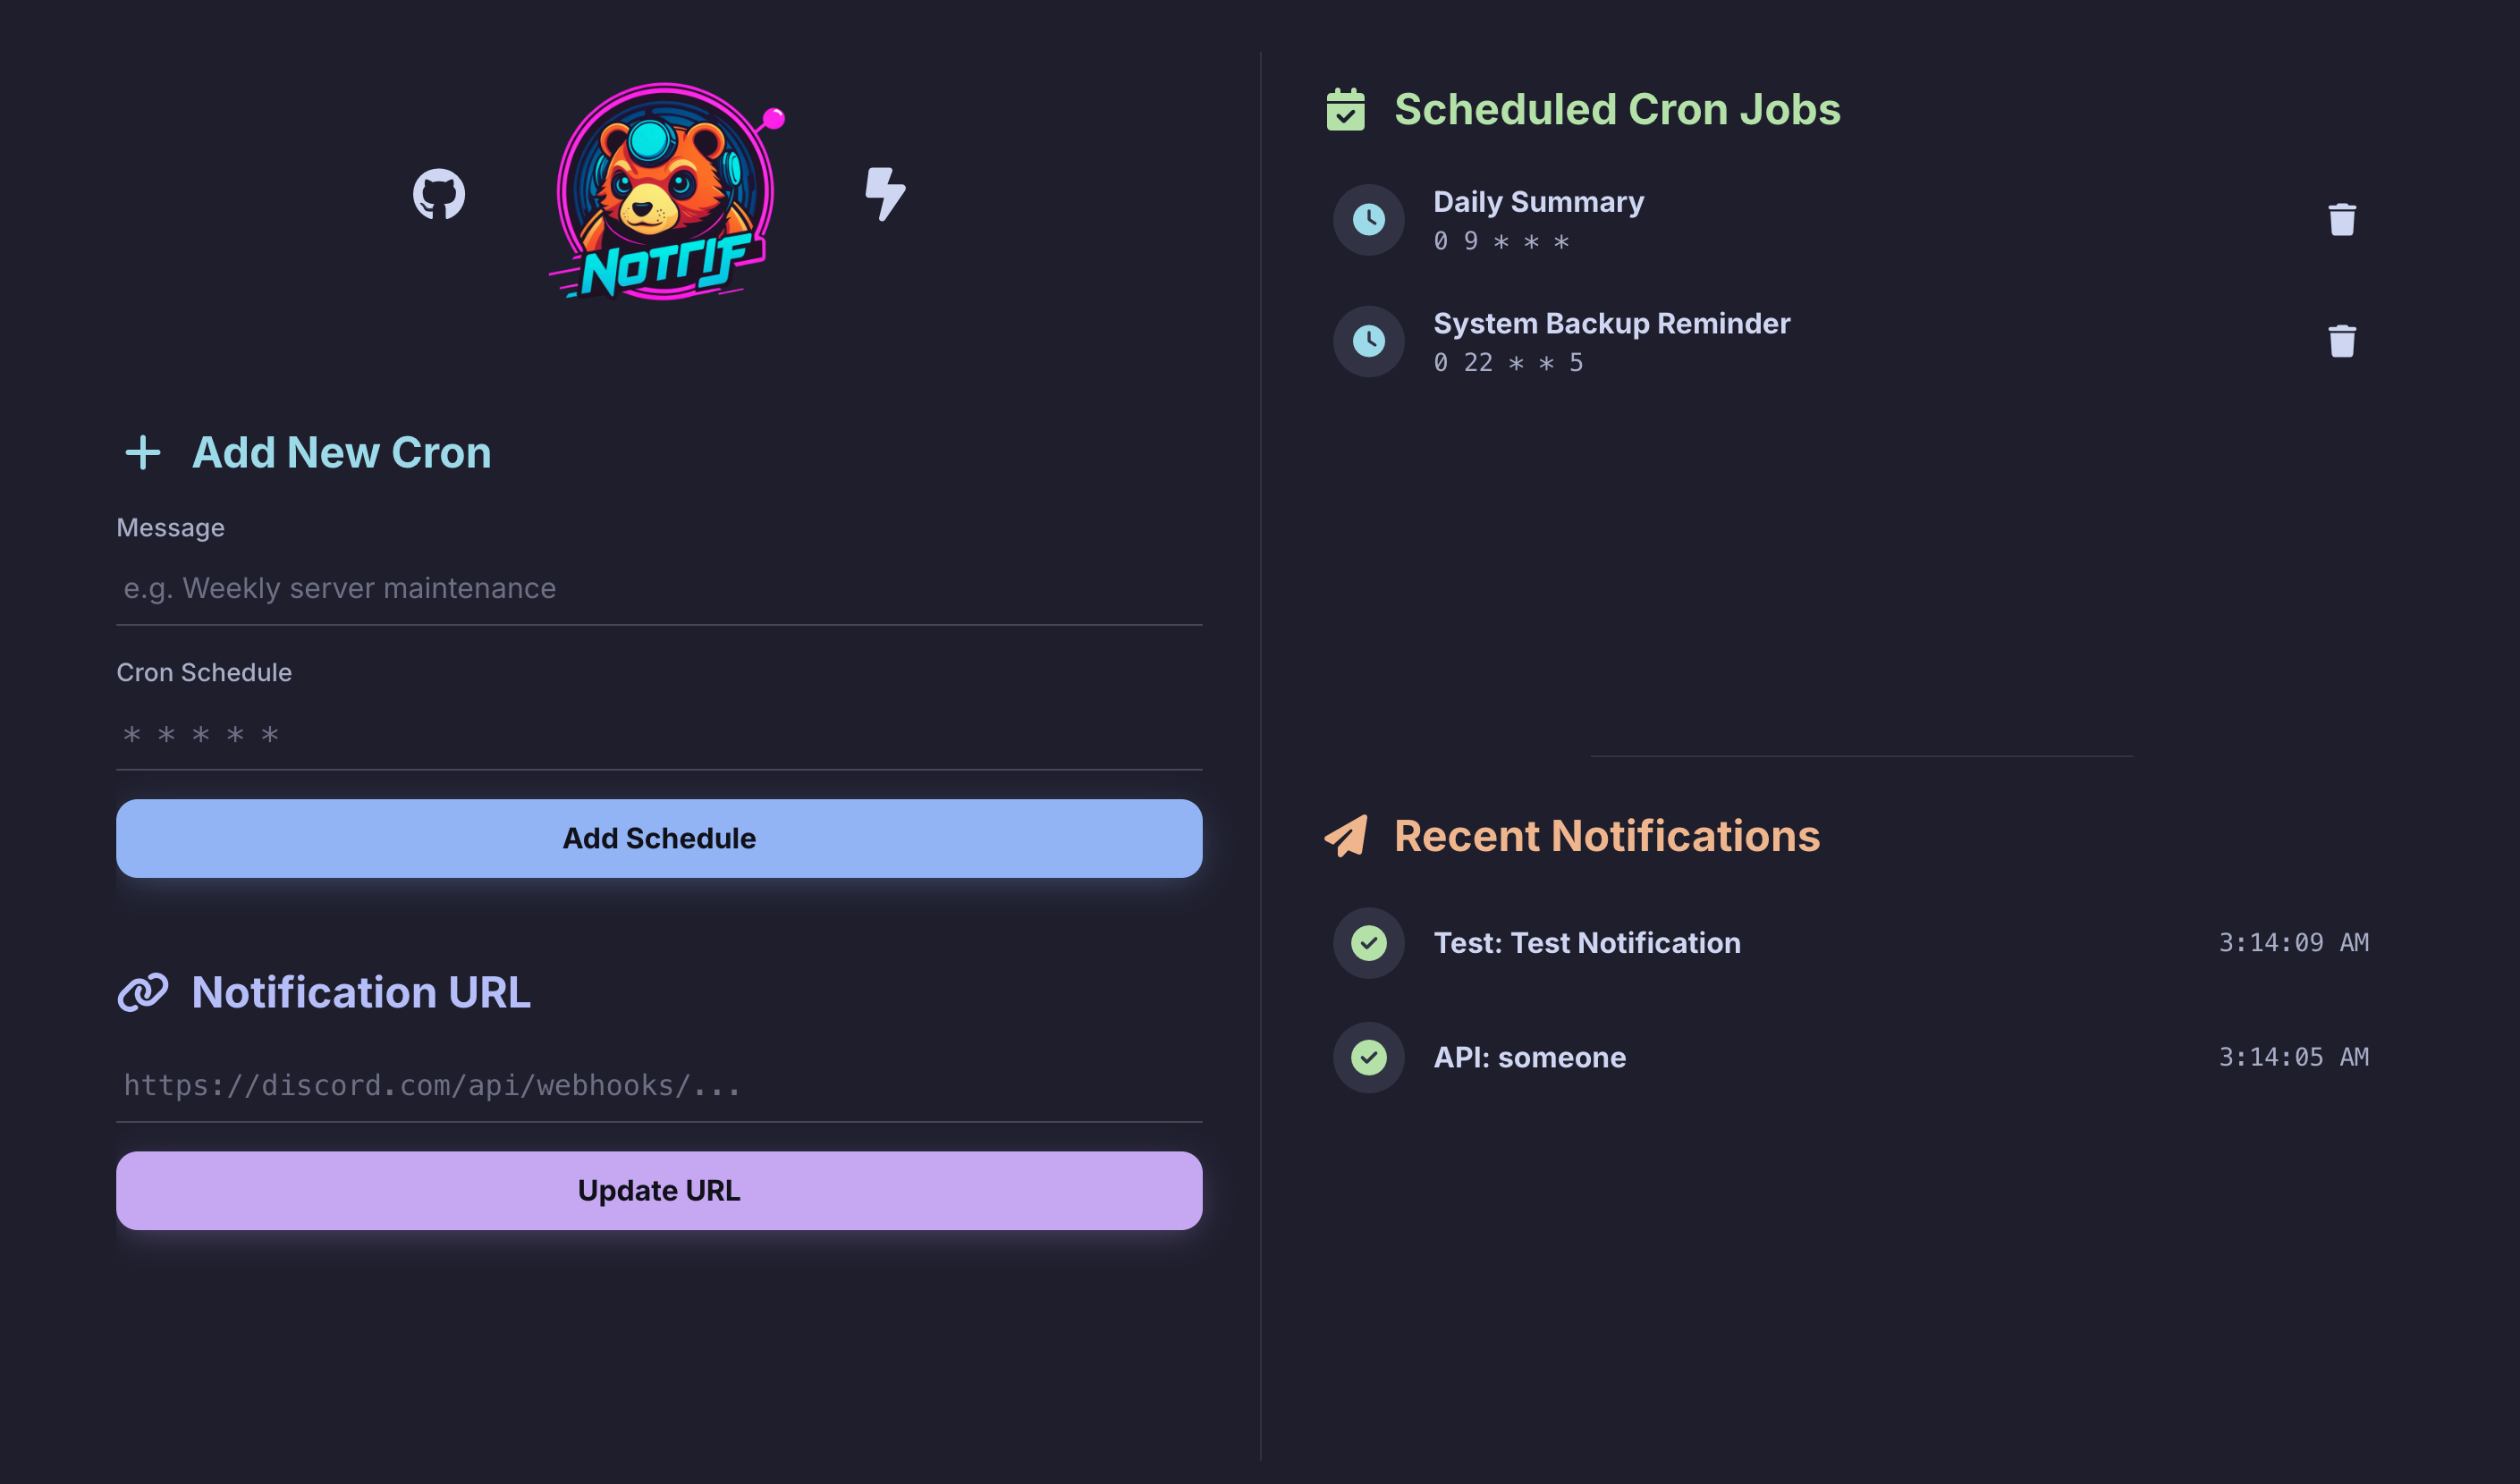 NOTTIF
Add New Cron
Message
e.g. Weekly server maintenance
Cron Schedule
* * * * *
Add Schedule
Notification URL
https://discord.com/api/webhooks/...
Update URL
Scheduled Cron Jobs
Daily Summary
0 9 * * *
System Backup Reminder
0 22 * * 5
Recent Notifications
Test: Test Notification
3:14:09 AM
API: someone
3:14:05 AM